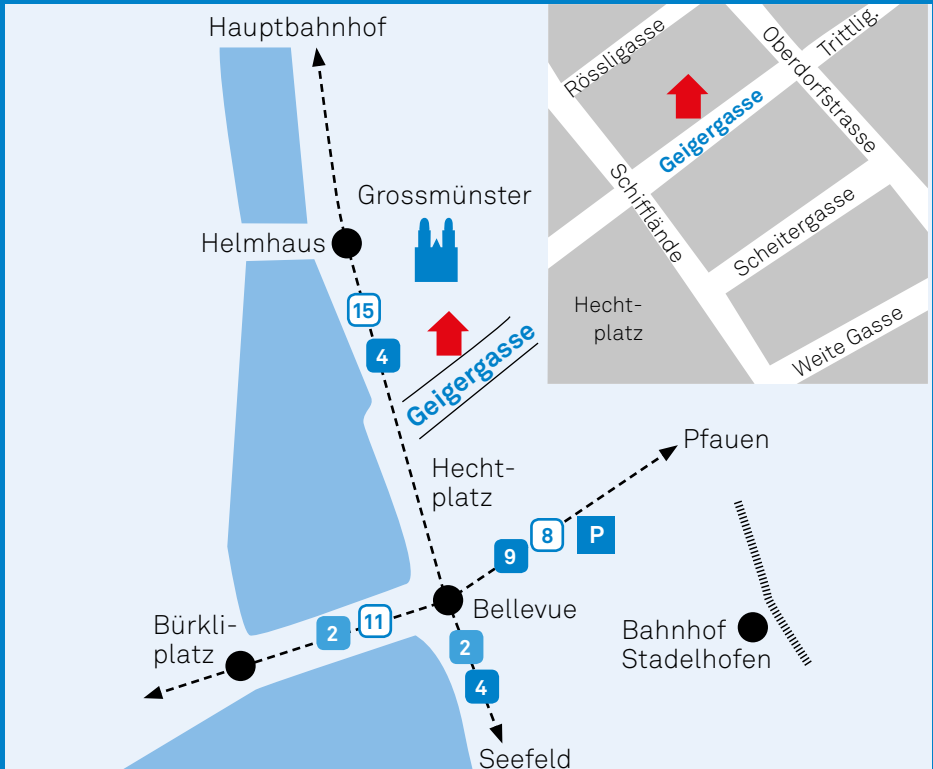 Hauptbahnhof
Grossmünster
Helmhaus
15
4
Geigergasse
Hecht-
platz
Pfauen
8
P
9
Bellevue
11
2
Bürkli-
platz
2
4
Seefeld
Bahnhof
Stadelhofen
Rössligasse
Oberdorfstrasse
Trittlig.
Geigergasse
Schifflände
Scheitergasse
Hecht-
platz
Weite Gasse